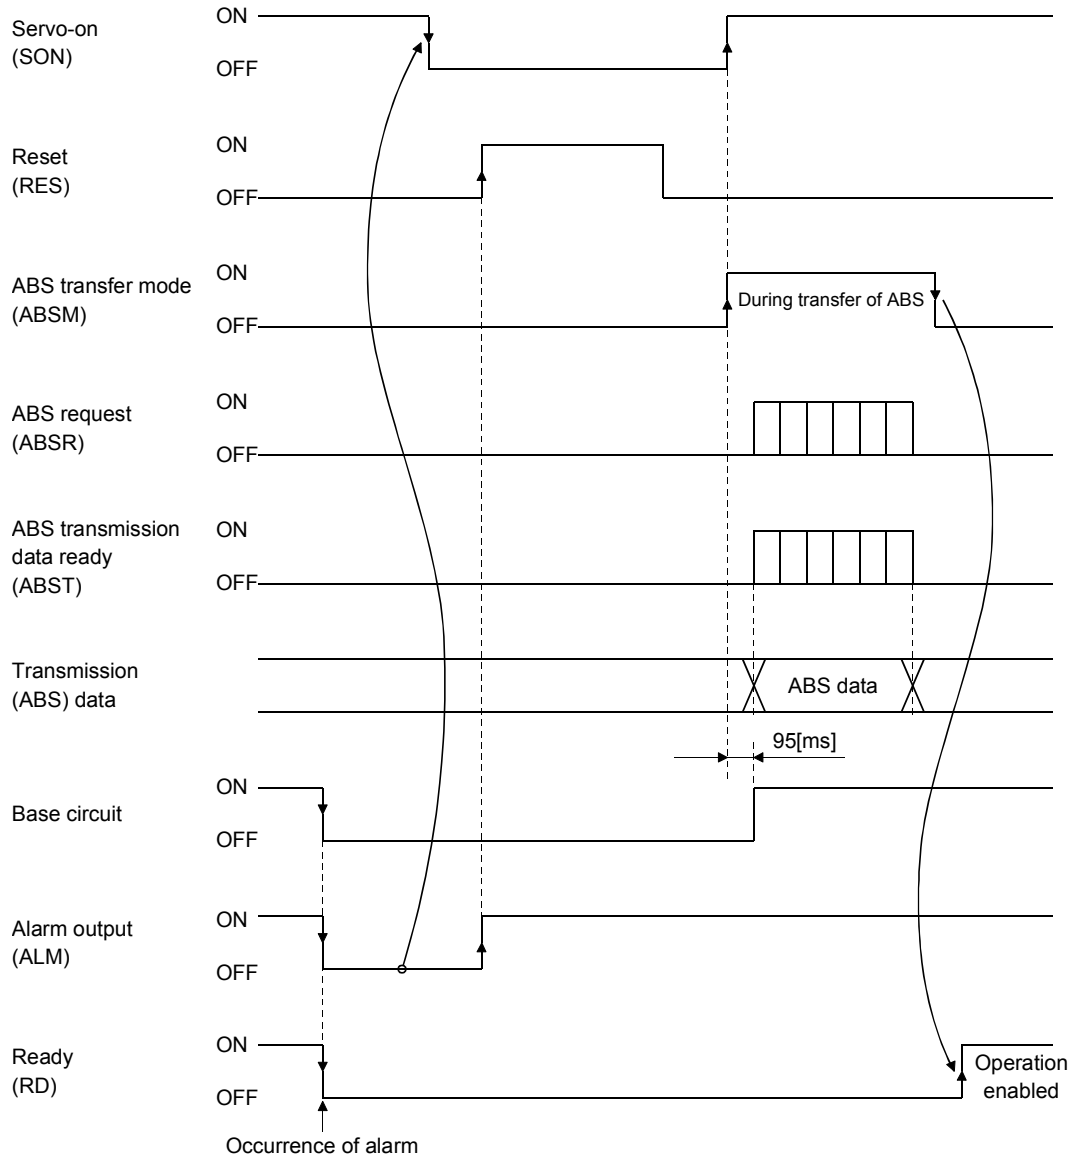 Servo-on
(SON)
ON
OFF
Reset
(RES)
ON
OFF
ABS transfer mode
(ABSM)
ON
OFF
During transfer of ABS
ABS request
(ABSR)
ON
OFF
ABS transmission
data ready
(ABST)
ON
OFF
Transmission
(ABS) data
ABS data
95[ms]
Base circuit
ON
OFF
Alarm output
(ALM)
ON
OFF
Ready
(RD)
ON
OFF
Operation
enabled
Occurrence of alarm